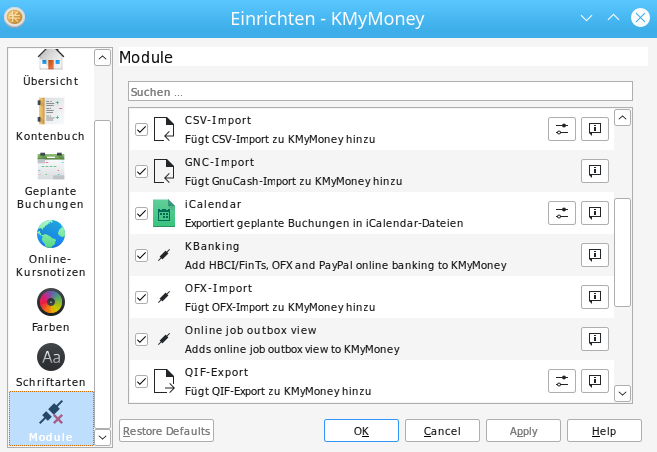 Einrichten - KMyMoney
Übersicht
Kontenbuch
Geplante
Buchungen
Online-
Kursnotizen
Farben
Aa
Schriftarten
Module
Module
Suchen ...
CSV-Import
Fügt CSV-Import zu KMyMoney hinzu
GNC-Import
Fügt GnuCash-Import zu KMyMoney hinzu
iCalendar
Exportiert geplante Buchungen in iCalendar-Dateien
KBanking
Add HBCI/FinTs, OFX and PayPal online banking to KMyMoney
OFX-Import
Fügt OFX-Import zu KMyMoney hinzu
Online job outbox view
Adds online job outbox view to KMyMoney
QIF-Export
Fügt QIF-Export zu KMyMoney hinzu
Restore Defaults
OK
Cancel
Apply
Help